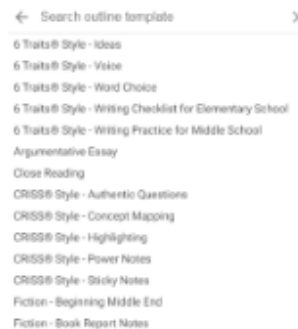 Search outline template
6 Traits® Style - Ideas
6 Traits® Style - Voice
6 Traits® Style - Word Choice
6 Traits® Style - Writing Checklist for Elementary School
6 Traits® Style - Writing Practice for Middle School
Argumentative Essay
Close Reading
CRISS® Style - Authentic Questions
CRISS® Style - Concept Mapping
CRISS® Style - Highlighting
CRISS® Style - Power Notes
CRISS® Style - Sticky Notes
Fiction - Beginning Middle End
Fiction - Book Report Notes